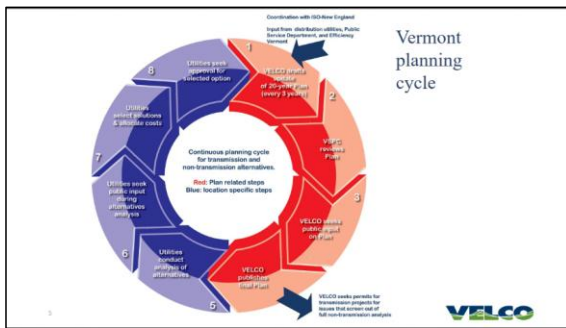 Coordination with ISO-New England
Input from distribution utilities, Public
Service Department, and Efficiency
Vermont
Vermont
planning
cycle
1
VELCO drafts
update
of 20-year Plan
(every 3 years)
2
VSPC
reviews
Plan
3
VELCO seeks
public input
on Plan
VELCO
publishes
final Plan
VELCO seeks permits for
transmission projects for
issues that screen out of
full non-transmission analysis
5
Utilities
conduct
analysis of
alternatives
6
Utilities seek
public input
during
alternatives
analysis
7
Utilities
select solutions
& allocate costs
8
Utilities seek
approval for
selected option
Continuous planning cycle
for transmission and
non-transmission alternatives.
Red: Plan related steps
Blue: location specific steps
VELCO